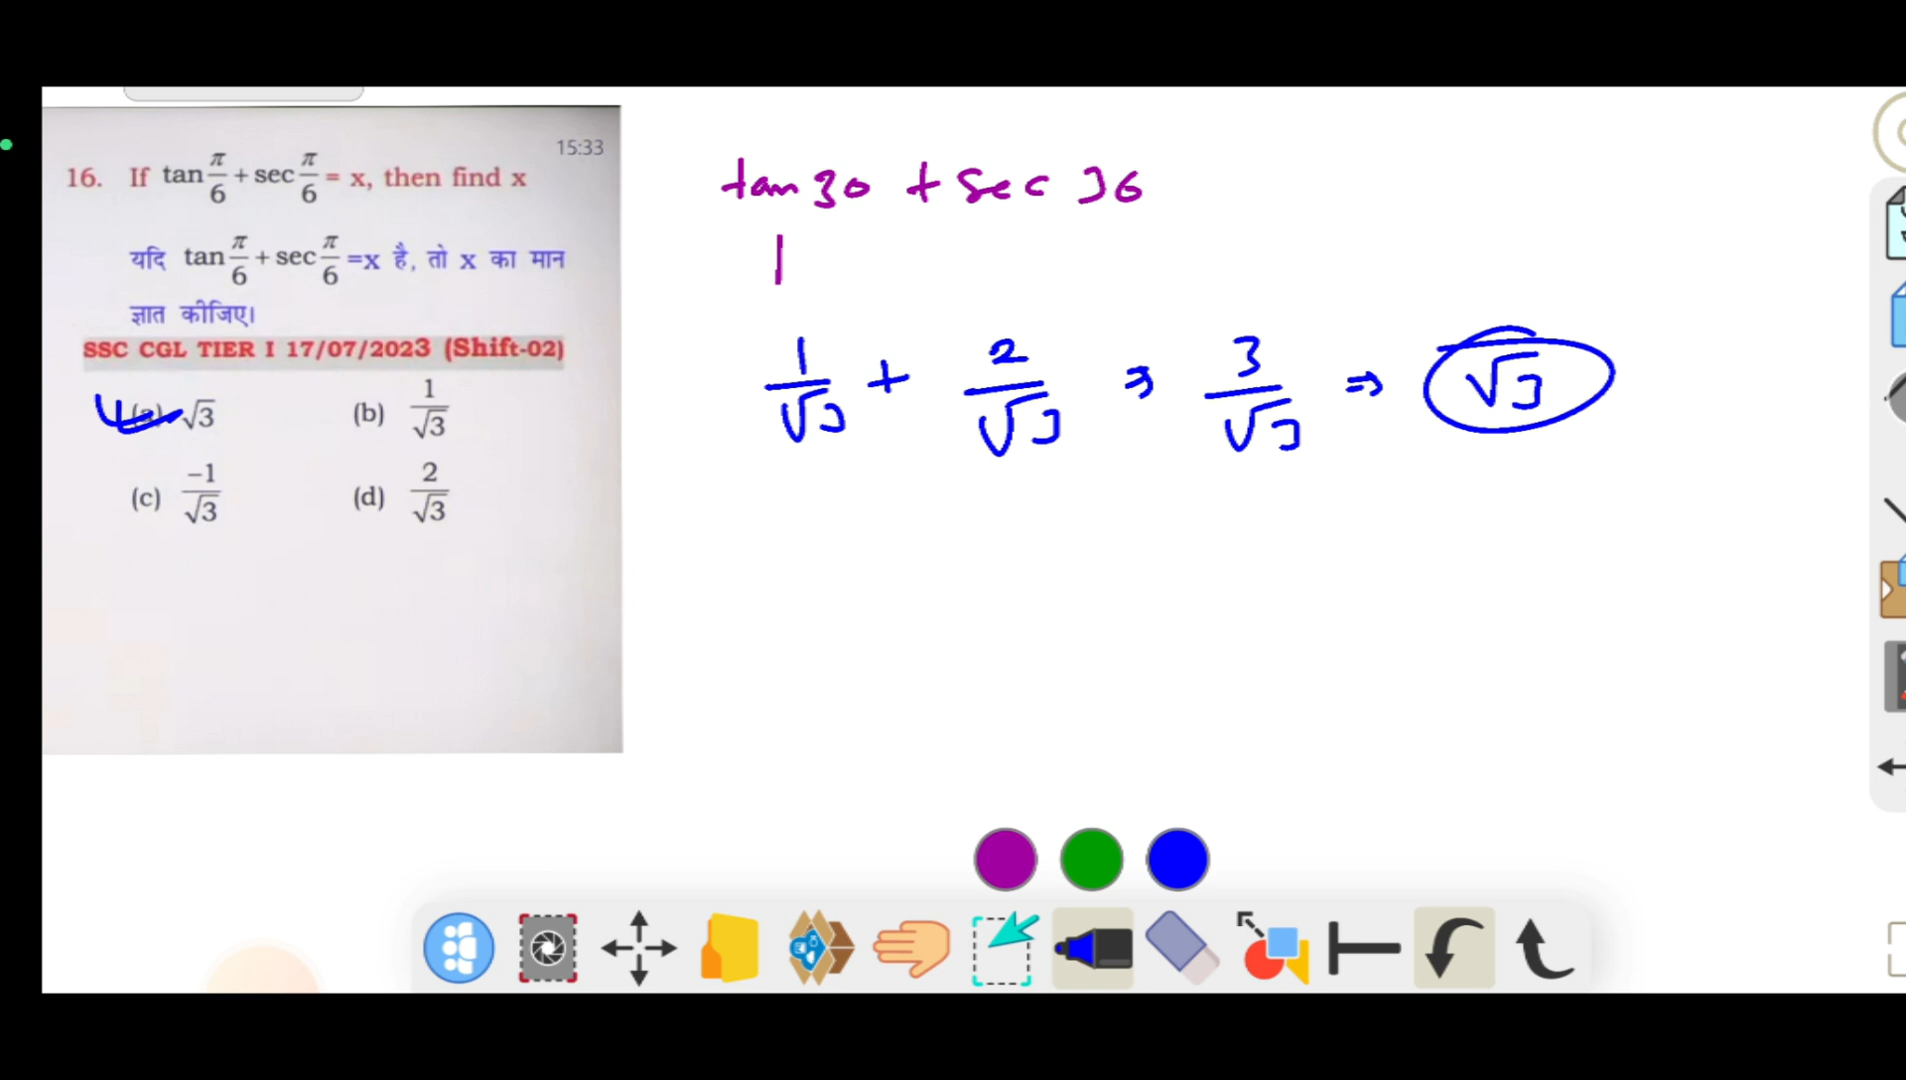 15:33
16. If tan π/6 + sec π/6 = x, then find x
यदि tan π/6 + sec π/6 =x है, तो x का मान
ज्ञात कीजिए।
SSC CGL TIER I 17/07/2023 (Shift-02)
(a) √3 (b) 1/√3
(c) -1/√3 (d) 2/√3
tan 30 + sec 30
1/√3 + 2/√3 ⇒ 3/√3 ⇒ √3